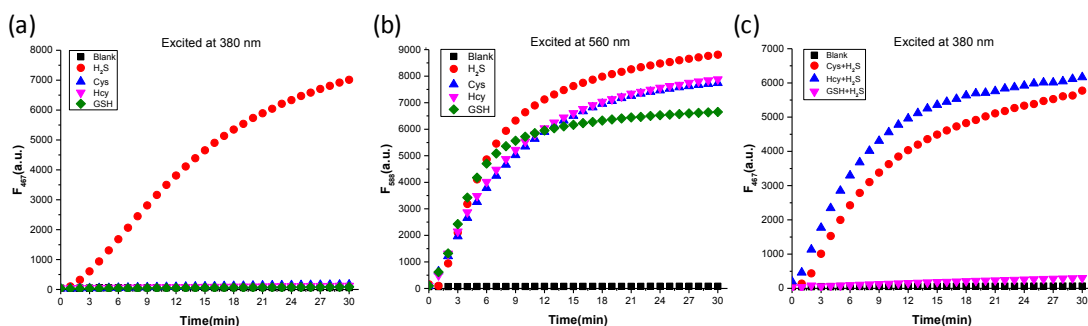 (a)
Excited at 380 nm
Blank
H₂S
Cys
Hcy
GSH
F₄₆₇(a.u.)
8000
7000
6000
5000
4000
3000
2000
1000
0
0 3 6 9 12 15 18 21 24 27 30
Time(min)
(b)
Excited at 560 nm
Blank
H₂S
Cys
Hcy
GSH
F₅₈₈(a.u.)
9000
8000
7000
6000
5000
4000
3000
2000
1000
0
0 3 6 9 12 15 18 21 24 27 30
Time(min)
(c)
Excited at 380 nm
Blank
Cys+H₂S
Hcy+H₂S
GSH+H₂S
F₄₆₇(a.u.)
7000
6000
5000
4000
3000
2000
1000
0
0 3 6 9 12 15 18 21 24 27 30
Time(min)